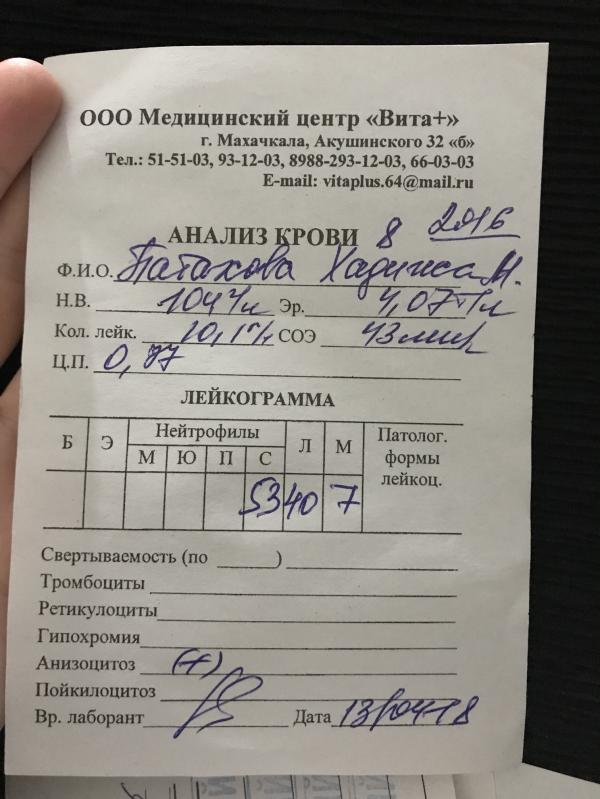 ООО Медицинский центр «Вита+»
г. Махачкала, Акушинского 32 «б»
Тел.: 51-51-03, 93-12-03, 8988-293-12-03, 66-03-03
E-mail: vitaplus.64@mail.ru
АНАЛИЗ КРОВИ 8 2016
Ф.И.О. Патахова М.
Н.В. 104 г/л Эр. 4,07 т/л
Кол. лейк. 10,1 СОЭ 43
Ц.П. 0,77
ЛЕЙКОГРАММА
Б Э Нейтрофилы Л М Патолог. формы лейкоц.
М Ю П С
53 40 7
Свертываемость (по ______) ______
Тромбоциты
Ретикулоциты
Гипохромия
Анизоцитоз (+)
Пойкилоцитоз
Вр. лаборант Дата 13/04-18